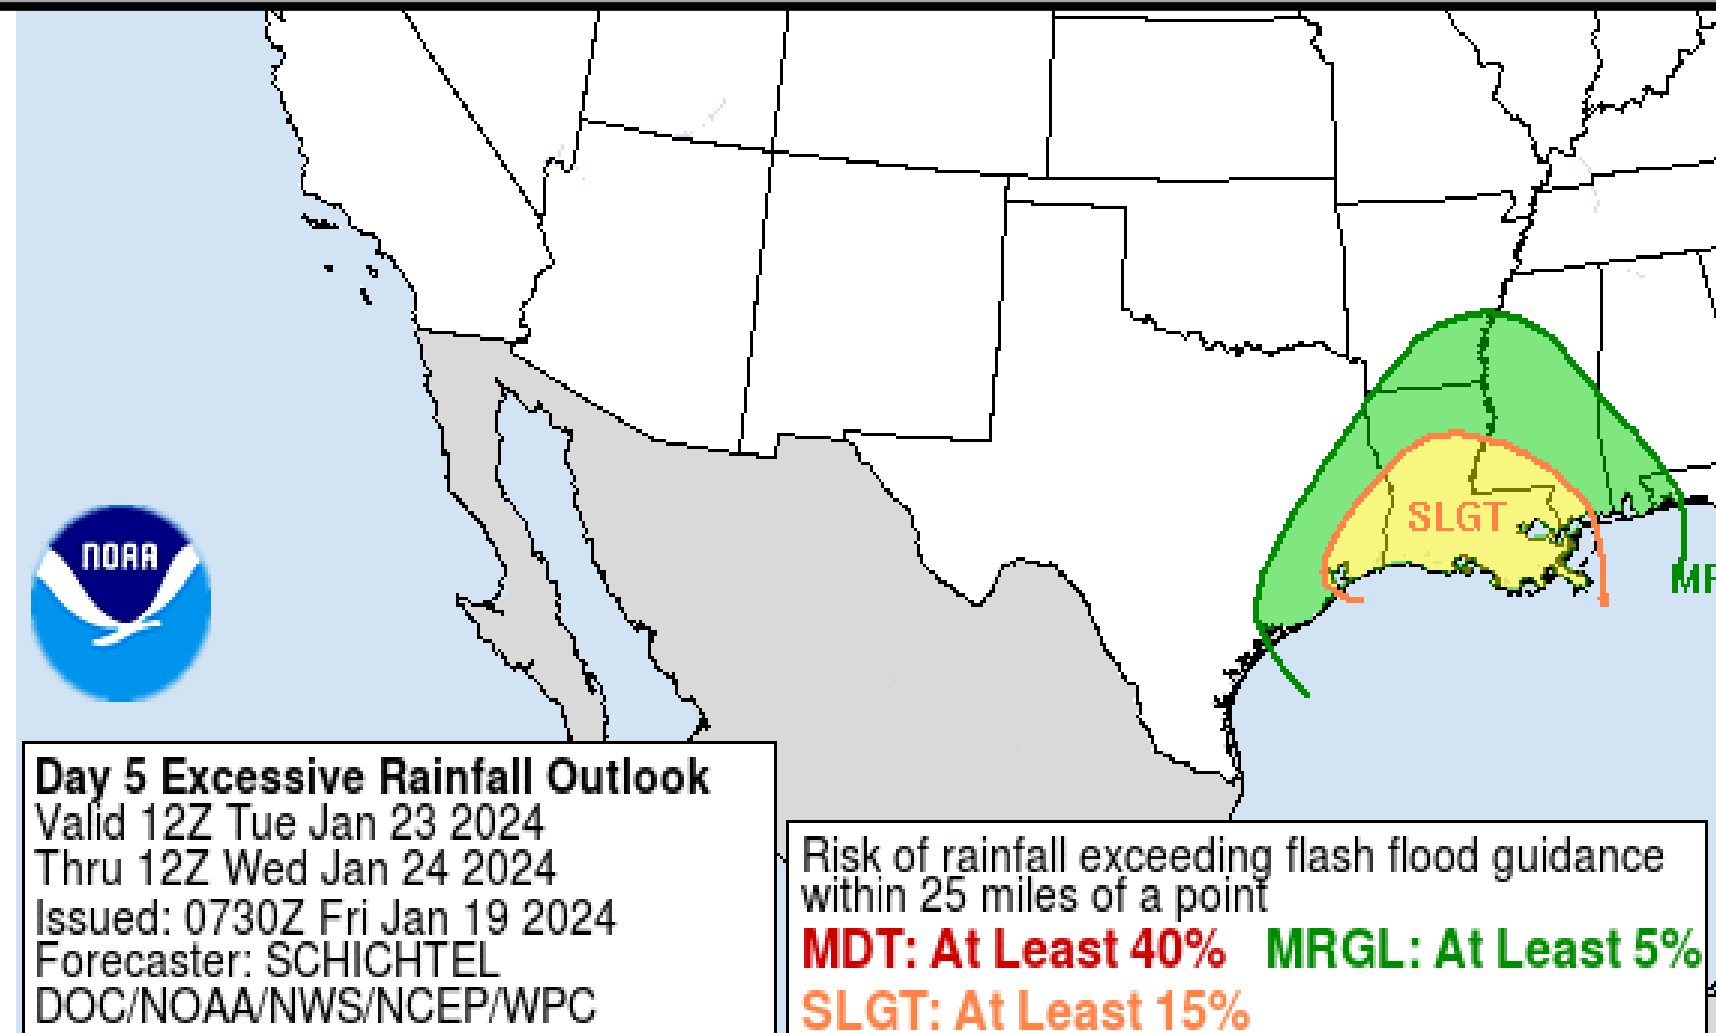 SLGT
MR
NOAA
Day 5 Excessive Rainfall Outlook
Valid 12Z Tue Jan 23 2024
Thru 12Z Wed Jan 24 2024
Issued: 0730Z Fri Jan 19 2024
Forecaster: SCHICHTEL
DOC/NOAA/NWS/NCEP/WPC
Risk of rainfall exceeding flash flood guidance
within 25 miles of a point
MDT: At Least 40% MRGL: At Least 5%
SLGT: At Least 15%